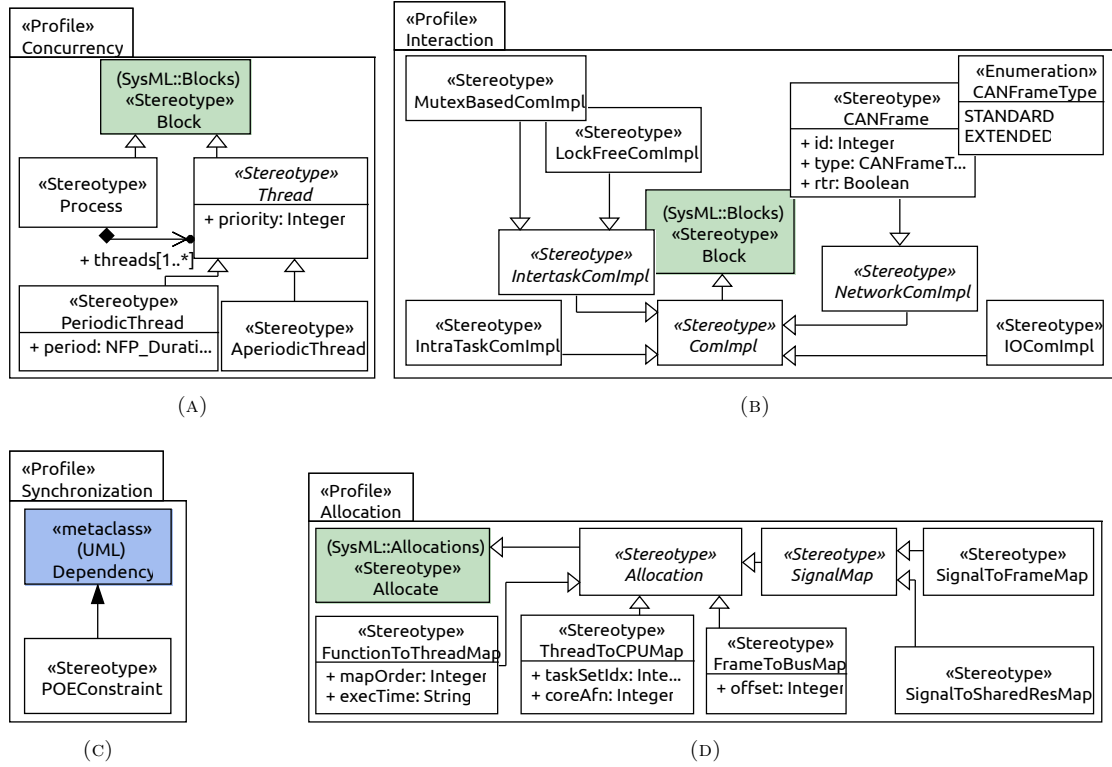 «Profile»
Concurrency
(SysML::Blocks)
«Stereotype»
Block
«Stereotype»
Process
«Stereotype»
Thread
+ priority: Integer
+ threads[1..*]
«Stereotype»
PeriodicThread
+ period: NFP_Durati...
«Stereotype»
AperiodicThread
(A)
«Profile»
Interaction
«Stereotype»
MutexBasedComImpl
«Stereotype»
LockFreeComImpl
«Stereotype»
CANFrame
+ id: Integer
+ type: CANFrameT...
+ rtr: Boolean
«Enumeration»
CANFrameType
STANDARD
EXTENDED
(SysML::Blocks)
«Stereotype»
Block
«Stereotype»
IntertaskComImpl
«Stereotype»
NetworkComImpl
«Stereotype»
IntraTaskComImpl
«Stereotype»
ComImpl
«Stereotype»
IOComImpl
(B)
«Profile»
Synchronization
«metaclass»
(UML)
Dependency
«Stereotype»
POEConstraint
(C)
«Profile»
Allocation
(SysML::Allocations)
«Stereotype»
Allocate
«Stereotype»
Allocation
«Stereotype»
SignalMap
«Stereotype»
SignalToFrameMap
«Stereotype»
FunctionToThreadMap
+ mapOrder: Integer
+ execTime: String
«Stereotype»
ThreadToCPUMap
+ taskSetIdx: Inte...
+ coreAfn: Integer
«Stereotype»
FrameToBusMap
+ offset: Integer
«Stereotype»
SignalToSharedResMap
(D)